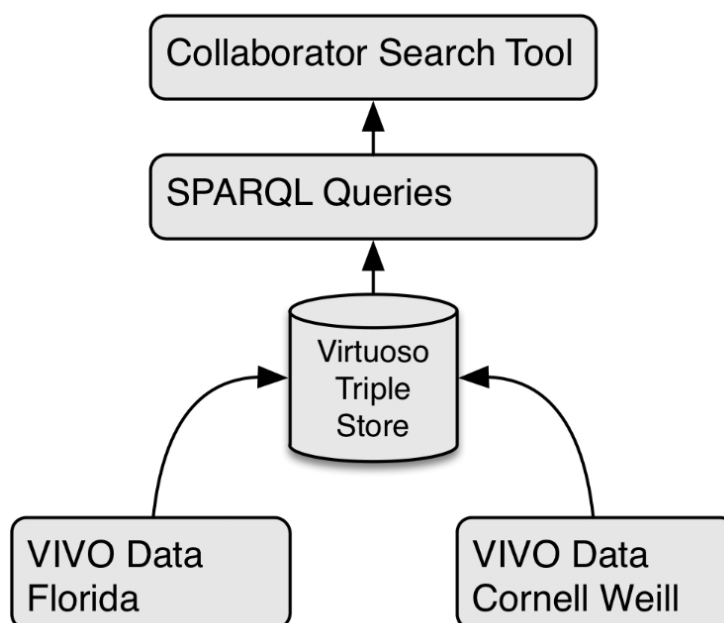 Collaborator Search Tool
SPARQL Queries
Virtuoso
Triple
Store
VIVO Data
Florida
VIVO Data
Cornell Weill